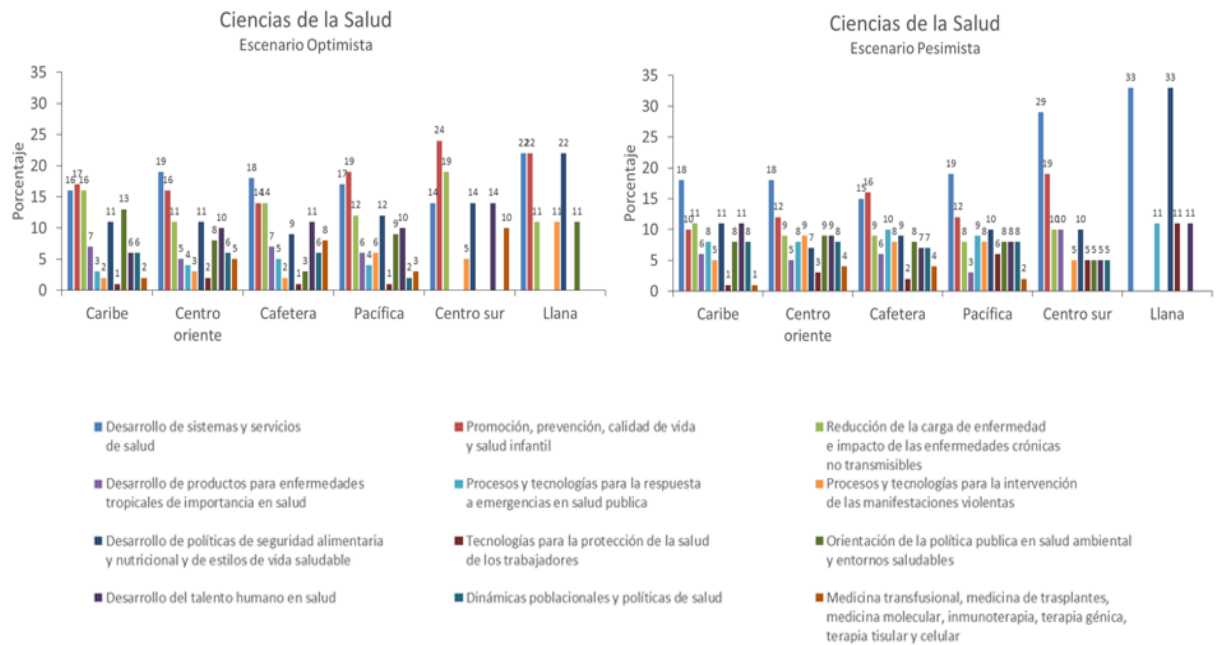 Ciencias de la Salud
Escenario Optimista
Porcentaje
35
30
25
20
15
10
5
0
16 17 16 7 3 2 11 1 13 6 6 2
19 16 11 5 4 3 11 2 8 10 6 5
18 14 14 7 5 2 9 1 3 11 6 8
17 19 12 6 4 6 12 1 9 10 2 3
14 24 19 5 14 14 10
22 22 11 11 22 11
Caribe
Centro
oriente
Cafetera
Pacífica
Centro sur
Llana
Ciencias de la Salud
Escenario Pesimista
Porcentaje
35
30
25
20
15
10
5
0
18 10 11 6 8 5 11 1 8 11 8 1
18 12 9 5 8 9 7 3 9 9 8 4
15 16 9 6 10 8 9 2 8 7 7 4
19 12 8 3 9 8 10 6 8 8 8 2
29 19 10 10 5 10 5 5 5 5
33 11 33 11 11
Caribe
Centro
oriente
Cafetera
Pacífica
Centro sur
Llana
Desarrollo de sistemas y servicios
de salud
Promoción, prevención, calidad de vida
y salud infantil
Reducción de la carga de enfermedad
e impacto de las enfermedades crónicas
no transmisibles
Desarrollo de productos para enfermedades
tropicales de importancia en salud
Procesos y tecnologías para la respuesta
a emergencias en salud publica
Procesos y tecnologías para la intervención
de las manifestaciones violentas
Desarrollo de políticas de seguridad alimentaria
y nutricional y de estilos de vida saludable
Tecnologías para la protección de la salud
de los trabajadores
Orientación de la política publica en salud ambiental
y entornos saludables
Desarrollo del talento humano en salud
Dinámicas poblacionales y políticas de salud
Medicina transfusional, medicina de trasplantes,
medicina molecular, inmunoterapia, terapia génica,
terapia tisular y celular